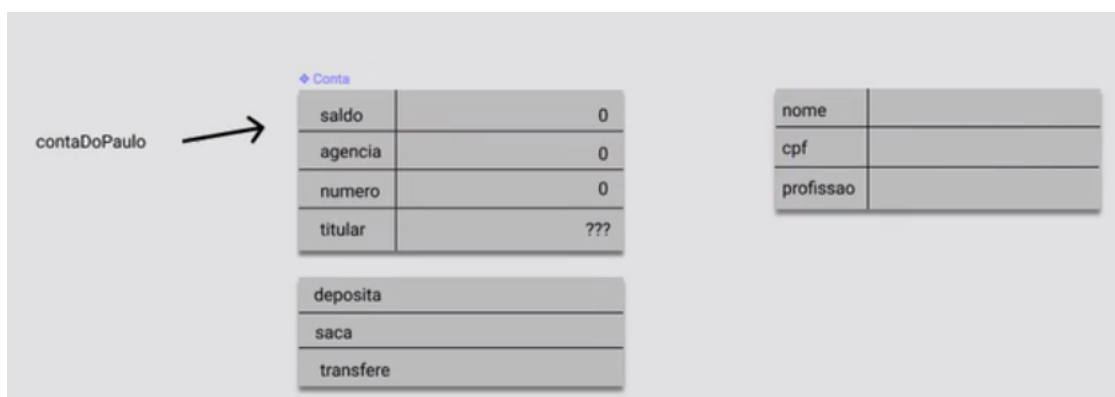 contaDoPaulo
Conta
saldo 0
agencia 0
numero 0
titular ???
deposita
saca
transfere
nome
cpf
profissao